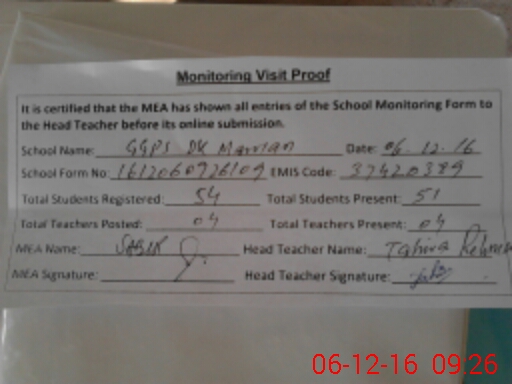 Monitoring Visit Proof
It is certified that the MEA has shown all entries of the School Monitoring Form to
the Head Teacher before its online submission.
School Name: GGPS DK Date: 06.12.16
School Form No: EMIS Code: 37420389
Total Students Registered: 54 Total Students Present: 51
Total Teachers Posted: 04 Total Teachers Present: 04
MEA Name: SABIR Head Teacher Name: Tahira
MEA Signature: Head Teacher Signature:
06-12-16 09:26